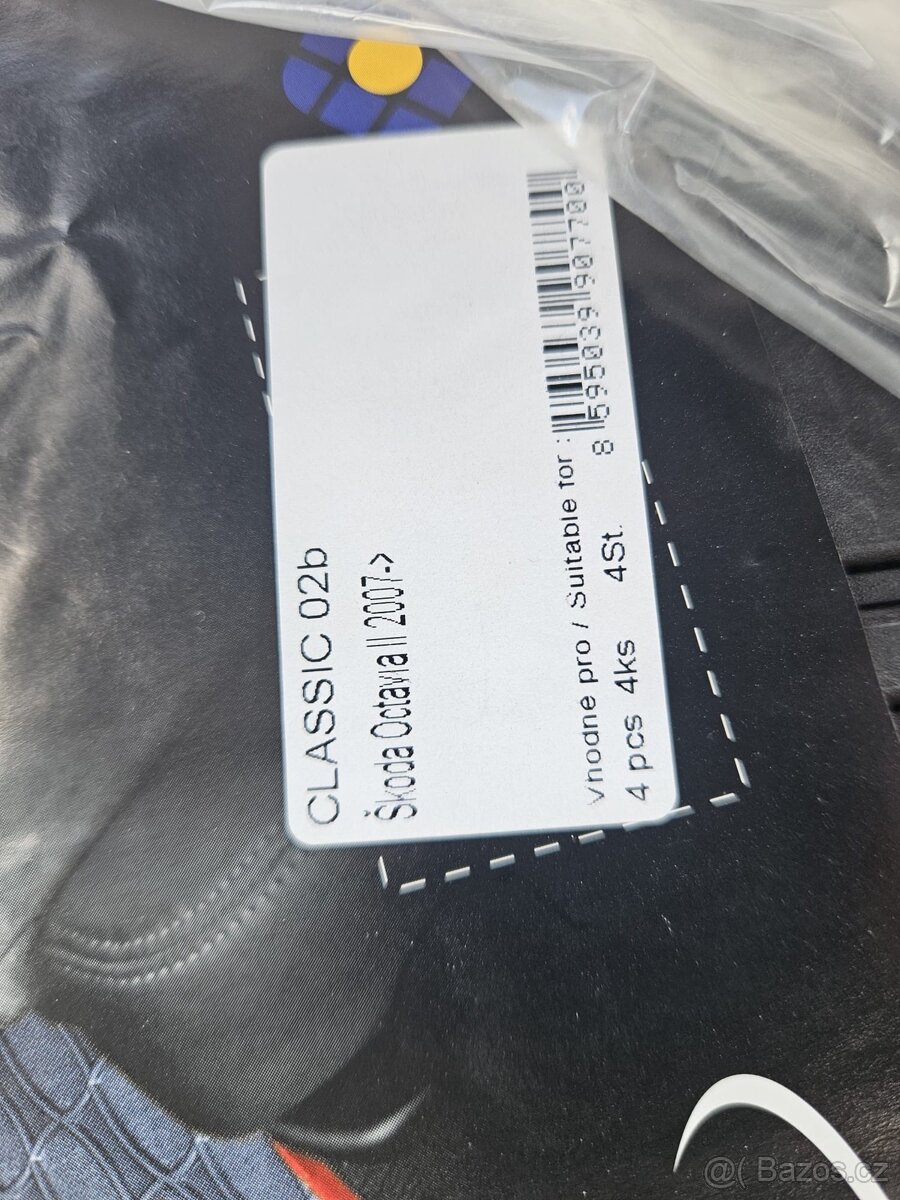 CLASSIC 02b
Škoda Octavia II 2007->
Vhodne pro / Suitable for :
4 pcs 4ks 4St.
8 595039 907700
@( Bazos.cz